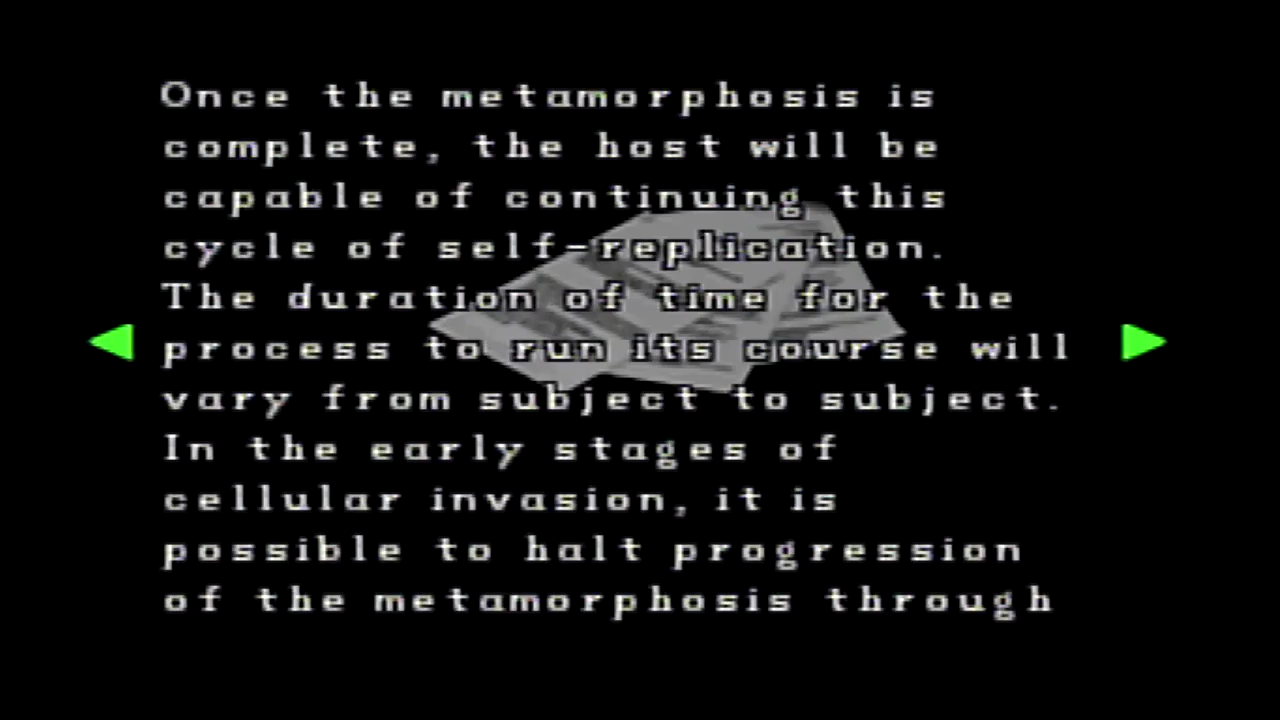 Once the metamorphosis is
complete, the host will be
capable of continuing this
cycle of self-replication.
The duration of time for the
process to run its course will
vary from subject to subject.
In the early stages of
cellular invasion, it is
possible to halt progression
of the metamorphosis through